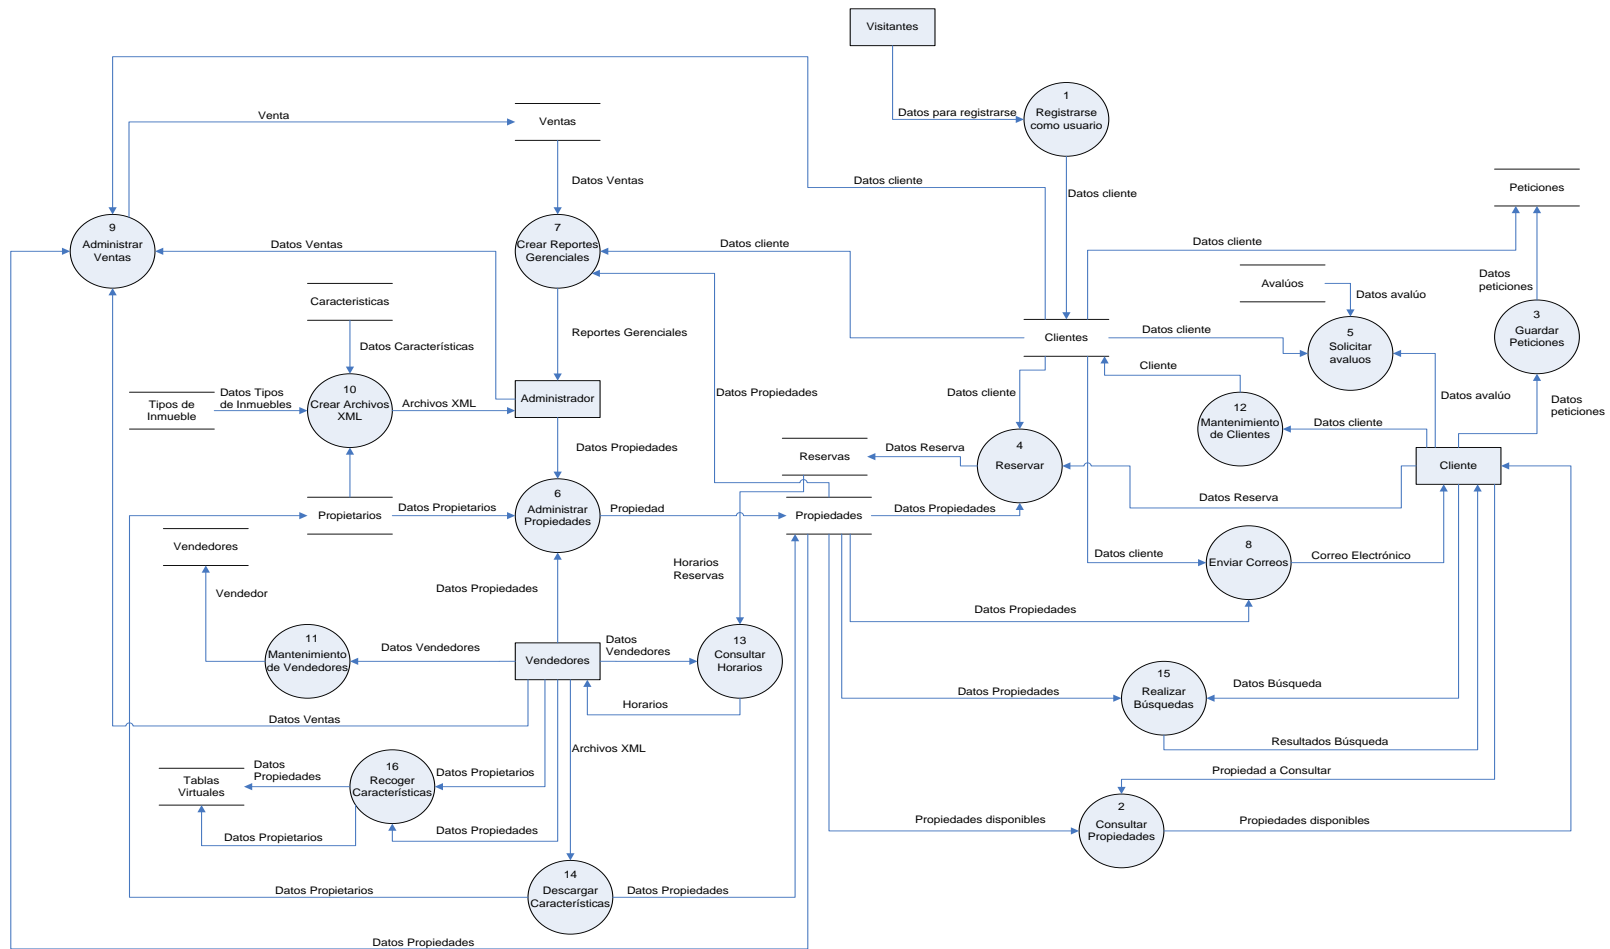 Visitantes
1
Registrarse
como usuario
Datos para registrarse
Venta
Ventas
Datos cliente
Datos cliente
Datos Ventas
Peticiones
9
Administrar
Ventas
Datos Ventas
7
Crear Reportes
Gerenciales
Datos cliente
Datos cliente
Caracteristicas
Avalúos
Datos avalúo
Datos
peticiones
3
Guardar
Peticiones
Reportes Gerenciales
Clientes
Datos cliente
5
Solicitar
avaluos
Datos Características
Cliente
Datos cliente
Datos Propiedades
Datos avalúo
Datos
peticiones
Tipos de
Inmueble
Datos Tipos
de Inmuebles
10
Crear Archivos
XML
Archivos XML
Administrador
12
Mantenimiento
de Clientes
Datos cliente
Datos Propiedades
Reservas
Datos Reserva
4
Reservar
Cliente
Datos Reserva
Propietarios
Datos Propietarios
6
Administrar
Propiedades
Propiedad
Propiedades
Datos Propiedades
Vendedores
Vendedor
Datos Propiedades
Horarios
Reservas
Datos cliente
8
Enviar Correos
Correo Electrónico
Datos Propiedades
11
Mantenimiento
de Vendedores
Datos Vendedores
Vendedores
Datos
Vendedores
13
Consultar
Horarios
Horarios
Datos Propiedades
15
Realizar
Búsquedas
Datos Búsqueda
Resultados Búsqueda
Datos Ventas
Archivos XML
Tablas
Virtuales
Datos
Propiedades
16
Recoger
Características
Datos Propietarios
Datos Propietarios
Datos Propiedades
Propiedad a Consultar
Propiedades disponibles
2
Consultar
Propiedades
Propiedades disponibles
Datos Propietarios
14
Descargar
Características
Datos Propiedades
Datos Propiedades